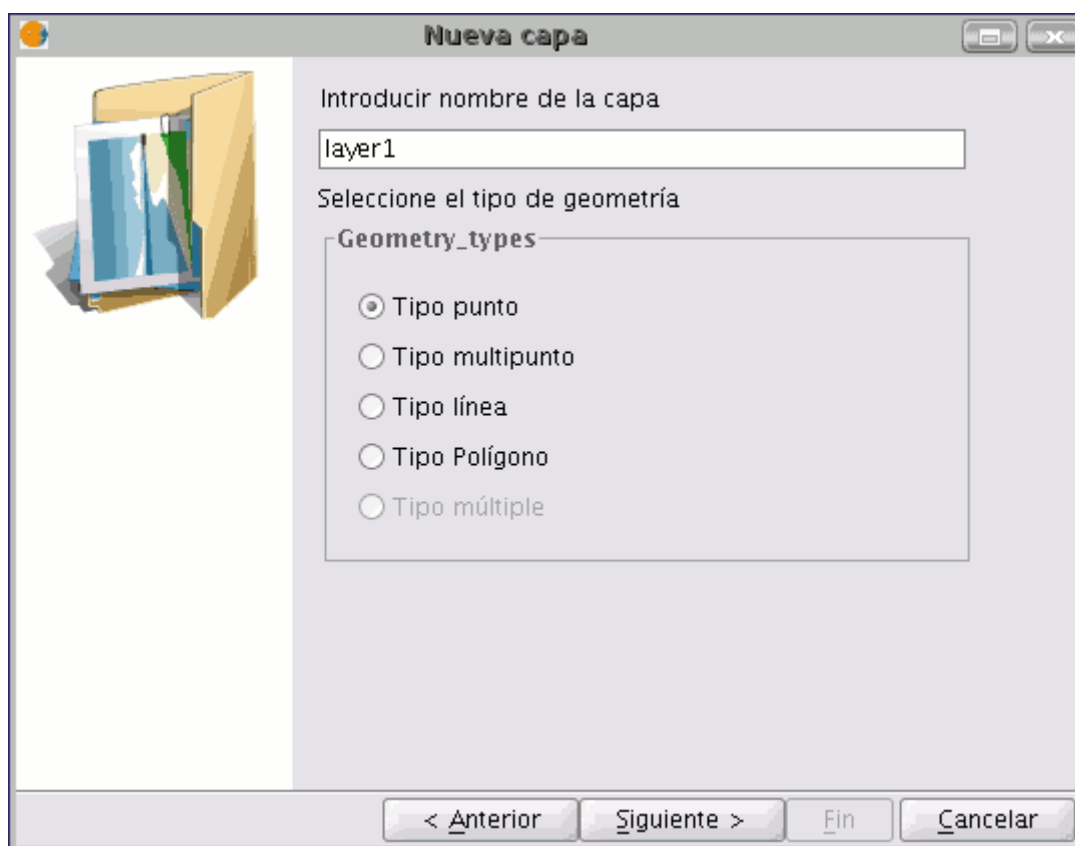 Nueva capa
Introducir nombre de la capa
layer1
Seleccione el tipo de geometría
Geometry_types
Tipo punto
Tipo multipunto
Tipo línea
Tipo Polígono
Tipo múltiple
< Anterior
Siguiente >
Fin
Cancelar